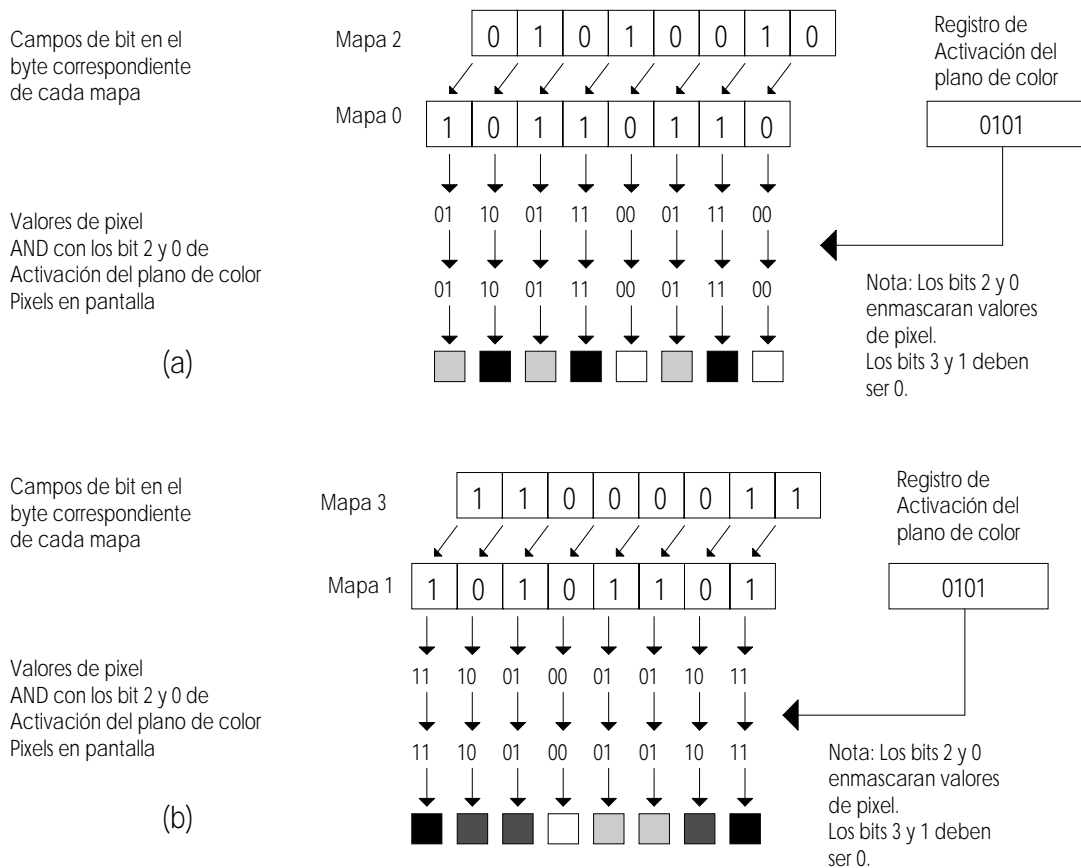 Campos de bit en el
byte correspondiente
de cada mapa
Mapa 2
0 1 0 1 0 0 1 0
Registro de
Activación del
plano de color
Mapa 0
1 0 1 1 0 1 1 0
0101
Valores de pixel
AND con los bit 2 y 0 de
Activación del plano de color
Pixels en pantalla
01 10 01 11 00 01 11 00
01 10 01 11 00 01 11 00
Nota: Los bits 2 y 0
enmascaran valores
de pixel.
Los bits 3 y 1 deben
ser 0.
(a)
Campos de bit en el
byte correspondiente
de cada mapa
Mapa 3
1 1 0 0 0 0 1 1
Registro de
Activación del
plano de color
Mapa 1
1 0 1 0 1 1 0 1
0101
Valores de pixel
AND con los bit 2 y 0 de
Activación del plano de color
Pixels en pantalla
11 10 01 00 01 01 10 11
11 10 01 00 01 01 10 11
Nota: Los bits 2 y 0
enmascaran valores
de pixel.
Los bits 3 y 1 deben
ser 0.
(b)